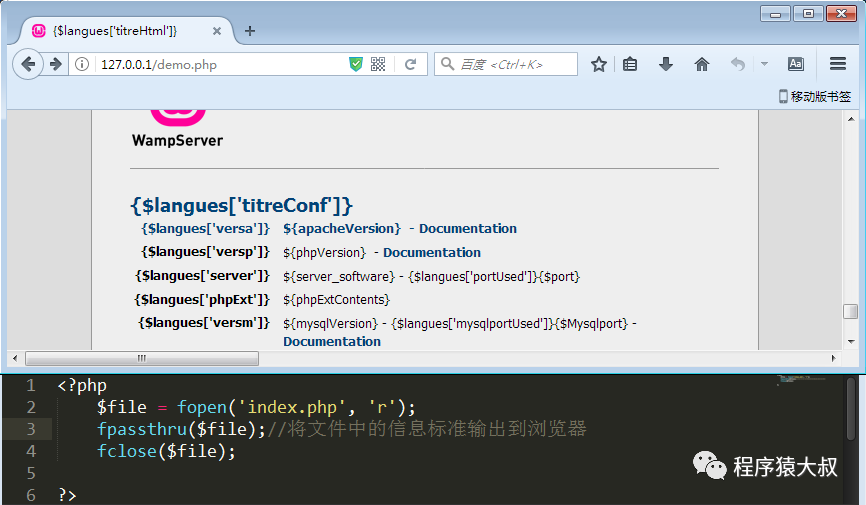 {$langues['titreHtml']}
127.0.0.1/demo.php
百度 <Ctrl+K>
移动版书签
WampServer
{$langues['titreConf']}
{$langues['versa']} ${apacheVersion} - Documentation
{$langues['versp']} ${phpVersion} - Documentation
{$langues['server']} ${server_software} - {$langues['portUsed']}{$port}
{$langues['phpExt']} ${phpExtContents}
{$langues['versm']} ${mysqlVersion} - {$langues['mysqlportUsed']}{$Mysqlport} -
Documentation
1 <?php
2 $file = fopen('index.php', 'r');
3 fpassthru($file);//将文件中的信息标准输出到浏览器
4 fclose($file);
5
6 ?>
程序猿大叔